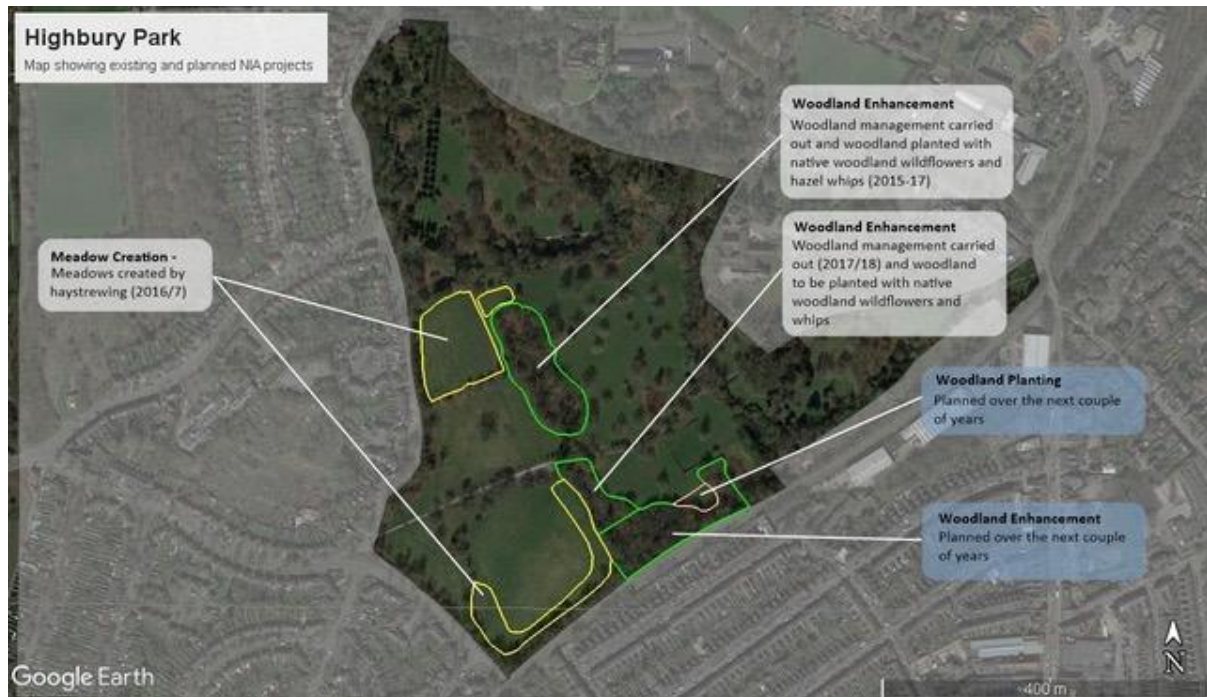 Highbury Park
Map showing existing and planned NIA projects
Woodland Enhancement
Woodland management carried
out and woodland planted with
native woodland wildflowers and
hazel whips (2015-17)
Woodland Enhancement
Woodland management carried
out (2017/18) and woodland
to be planted with native
woodland wildflowers and
whips
Meadow Creation -
Meadows created by
haystrewing (2016/7)
Woodland Planting
Planned over the next couple
of years
Woodland Enhancement
Planned over the next couple
of years
N
Google Earth
400 m